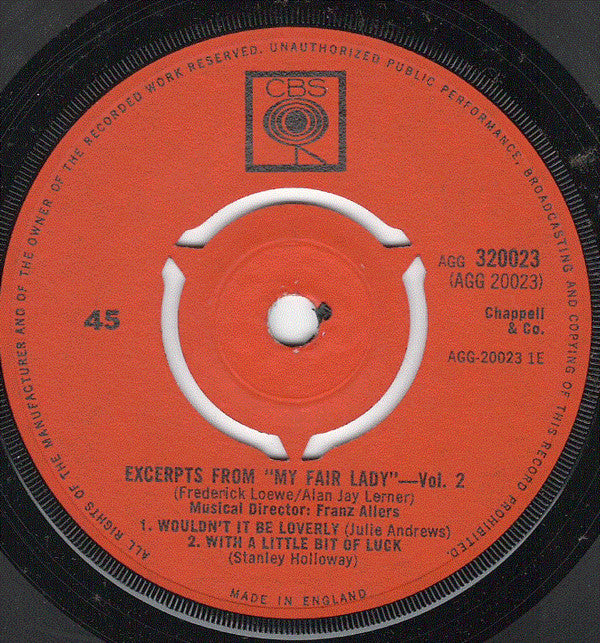 ALL RIGHTS OF THE MANUFACTURER AND OF THE OWNER OF THE RECORDED WORK RESERVED. UNAUTHORIZED PUBLIC PERFORMANCE, BROADCASTING AND COPYING OF THIS RECORD PROHIBITED.
CBS
AGG 320023
(AGG 20023)
45
Chappell
& Co.
AGG-20023 1E
EXCERPTS FROM "MY FAIR LADY"—Vol. 2
(Frederick Loewe/Alan Jay Lerner)
Musical Director: Franz Allers
1. WOULDN'T IT BE LOVERLY (Julie Andrews)
2. WITH A LITTLE BIT OF LUCK
(Stanley Holloway)
MADE IN ENGLAND